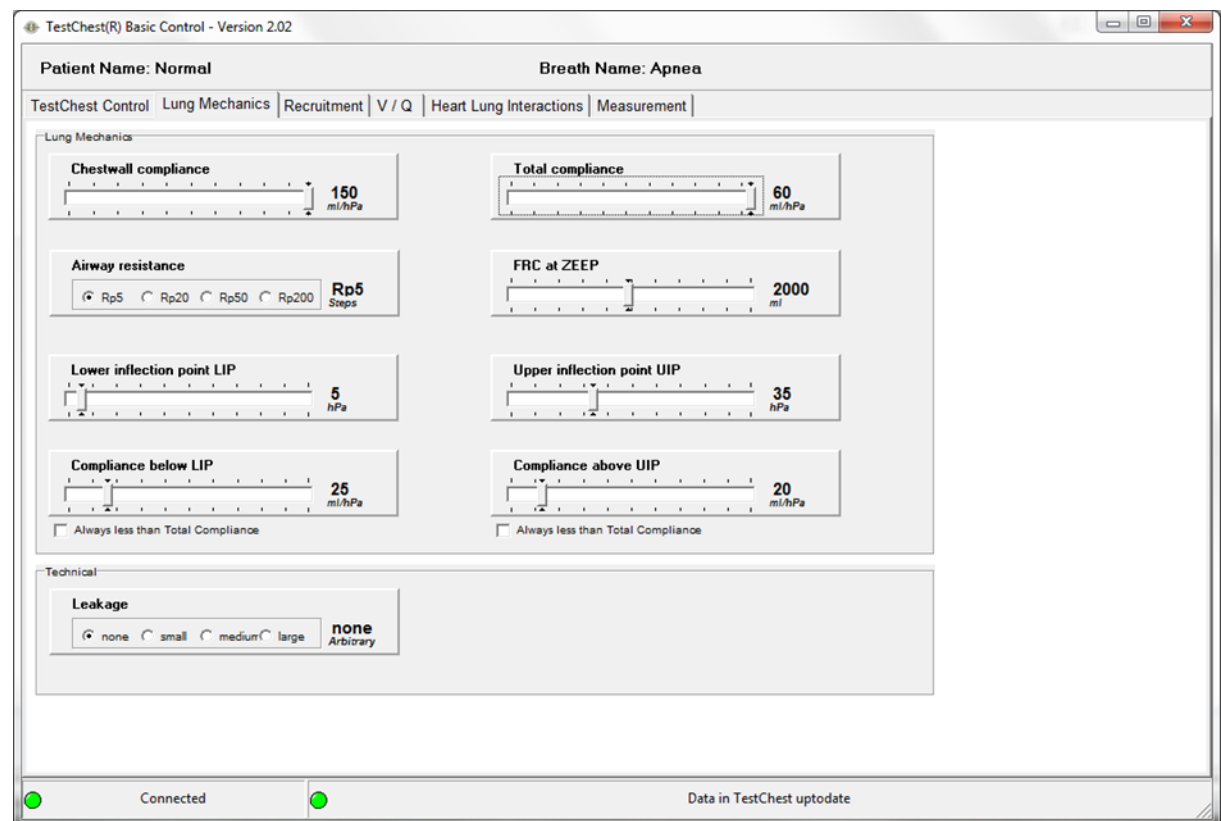 TestChest(R) Basic Control - Version 2.02
Patient Name: Normal Breath Name: Apnea
TestChest Control Lung Mechanics Recruitment V / Q Heart Lung Interactions Measurement
Lung Mechanics
Chestwall compliance
150
ml/hPa
Total compliance
60
ml/hPa
Airway resistance
Rp5 Rp20 Rp50 Rp200
Rp5
Steps
FRC at ZEEP
2000
ml
Lower inflection point LIP
5
hPa
Upper inflection point UIP
35
hPa
Compliance below LIP
25
ml/hPa
Always less than Total Compliance
Compliance above UIP
20
ml/hPa
Always less than Total Compliance
Technical
Leakage
none small medium large
none
Arbitrary
Connected Data in TestChest uptodate